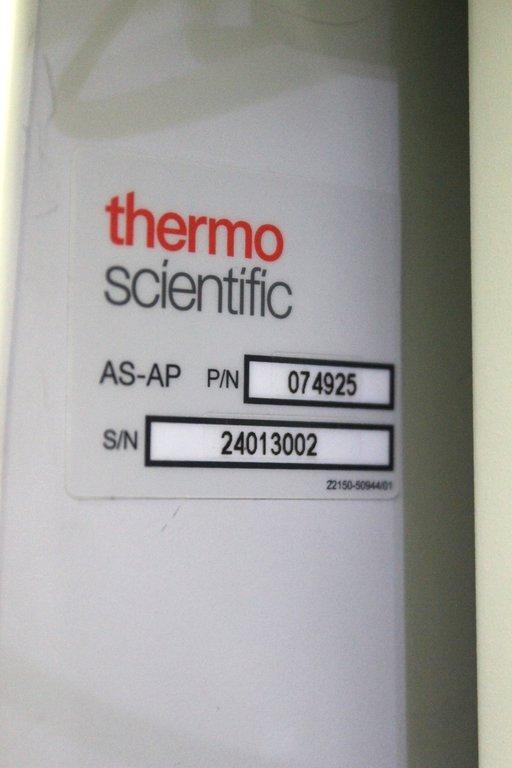 thermo
scientific
AS-AP P/N 074925
S/N 24013002
22150-50944/01